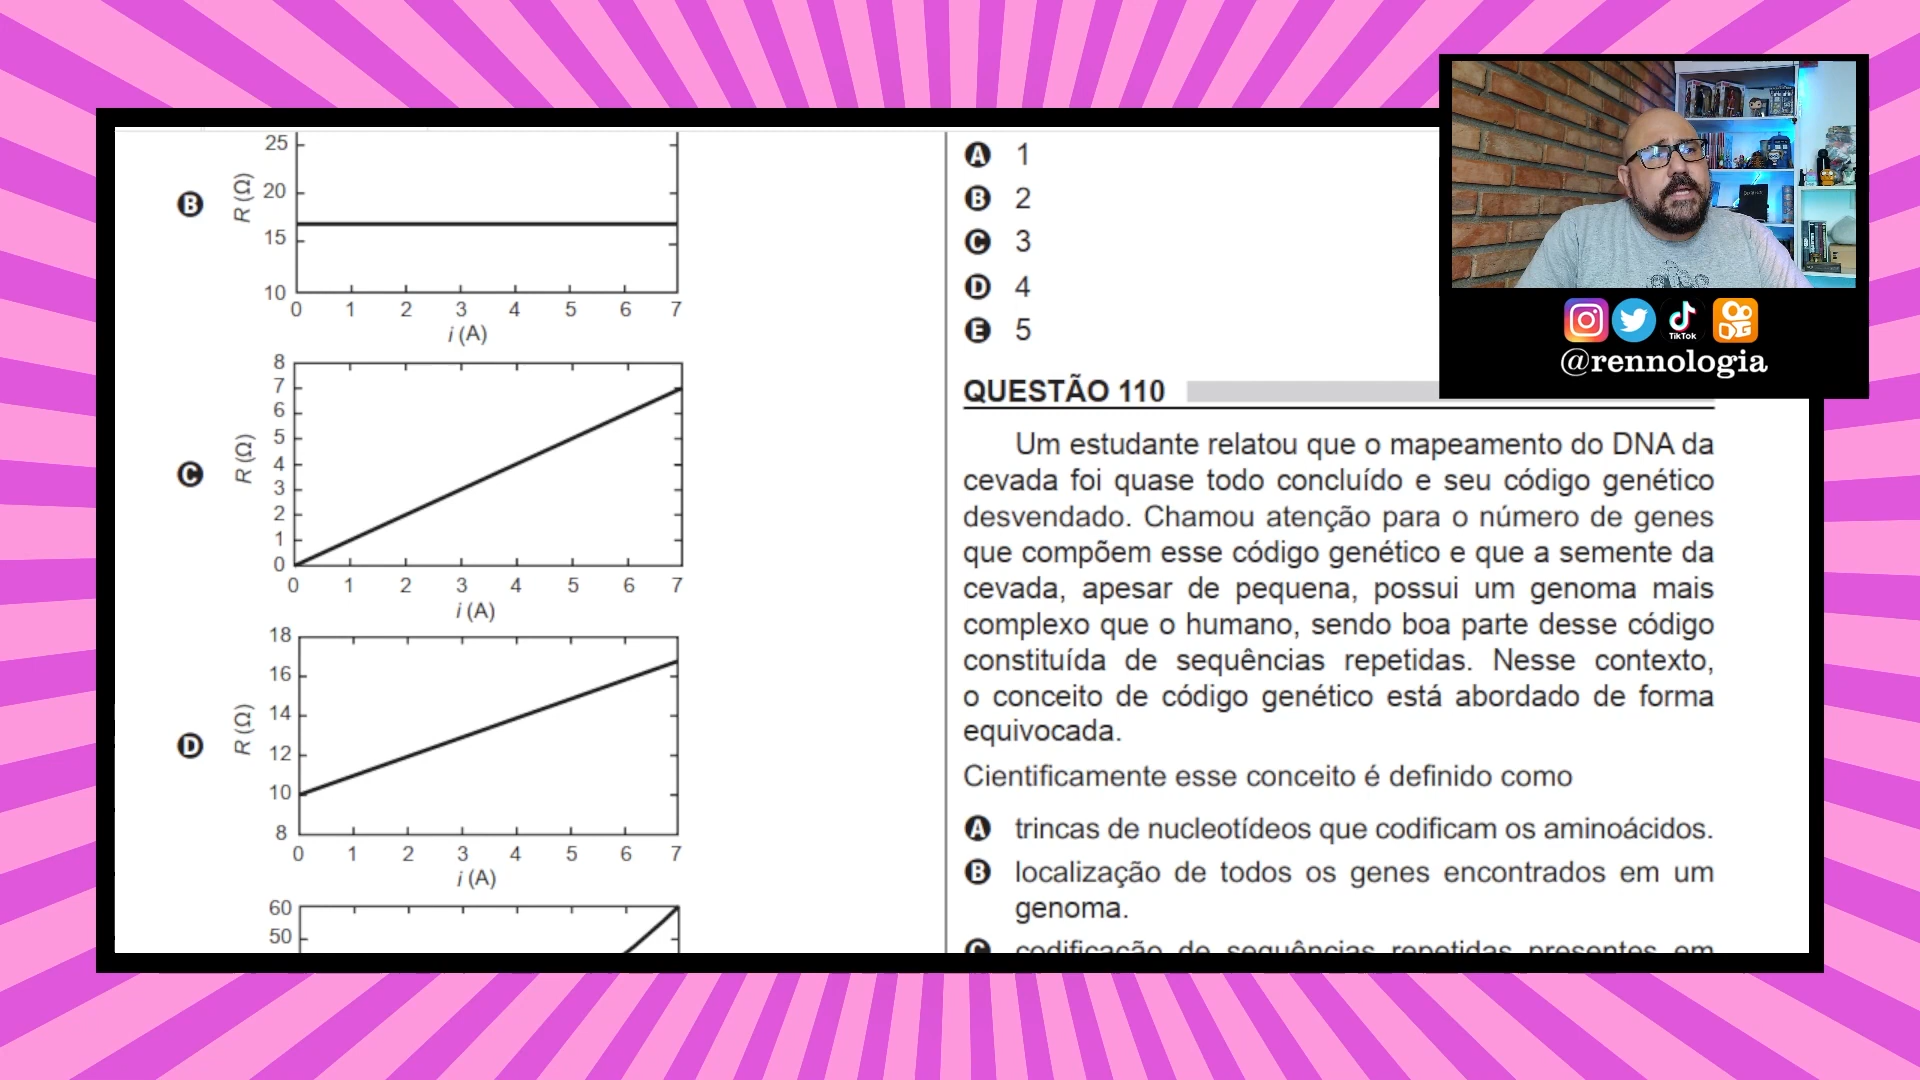 25
20
15
10
R (Ω)
B
0 1 2 3 4 5 6 7
i (A)
8
7
6
5
4
3
2
1
0
R (Ω)
C
0 1 2 3 4 5 6 7
i (A)
18
16
14
12
10
8
R (Ω)
D
0 1 2 3 4 5 6 7
i (A)
60
50
A 1
B 2
C 3
D 4
E 5
QUESTÃO 110
Um estudante relatou que o mapeamento do DNA da
cevada foi quase todo concluído e seu código genético
desvendado. Chamou atenção para o número de genes
que compõem esse código genético e que a semente da
cevada, apesar de pequena, possui um genoma mais
complexo que o humano, sendo boa parte desse código
constituída de sequências repetidas. Nesse contexto,
o conceito de código genético está abordado de forma
equivocada.
Cientificamente esse conceito é definido como
A trincas de nucleotídeos que codificam os aminoácidos.
B localização de todos os genes encontrados em um
genoma.
C codificação de sequências repetidas presentes em
TikTok
@rennologia